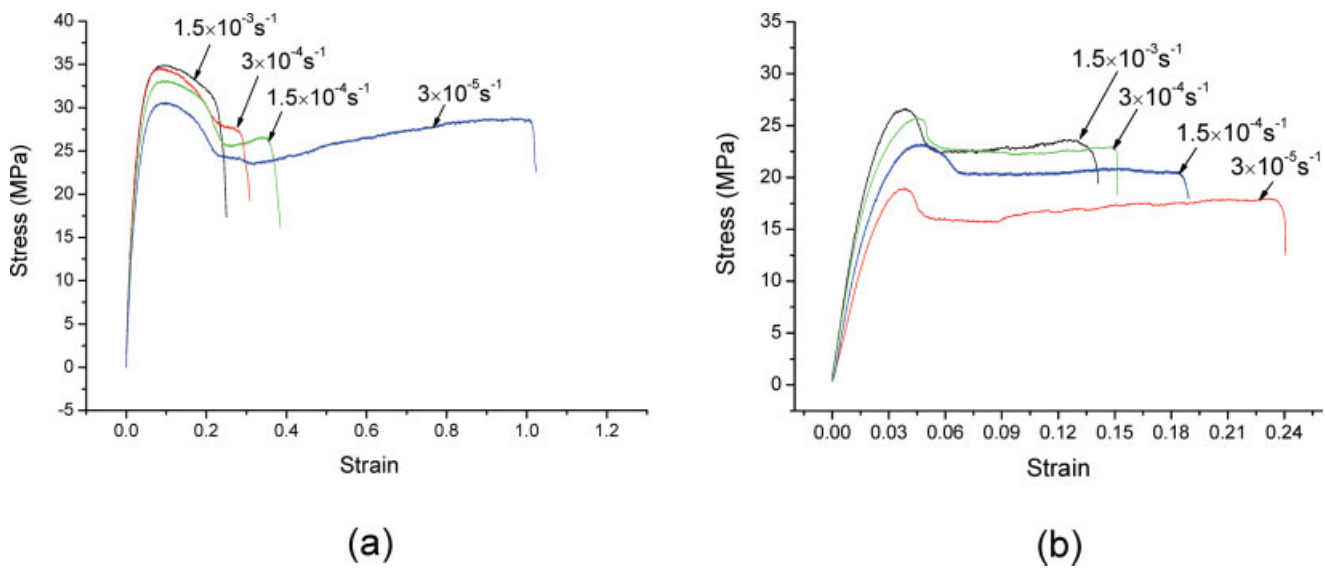 40
35
30
25
20
15
10
5
0
-5
Stress (MPa)
1.5×10⁻³s⁻¹
3×10⁻⁴s⁻¹
1.5×10⁻⁴s⁻¹
3×10⁻⁵s⁻¹
0.0 0.2 0.4 0.6 0.8 1.0 1.2
Strain
(a)
35
30
25
20
15
10
5
0
Stress (MPa)
1.5×10⁻³s⁻¹
3×10⁻⁴s⁻¹
1.5×10⁻⁴s⁻¹
3×10⁻⁵s⁻¹
0.00 0.03 0.06 0.09 0.12 0.15 0.18 0.21 0.24
Strain
(b)